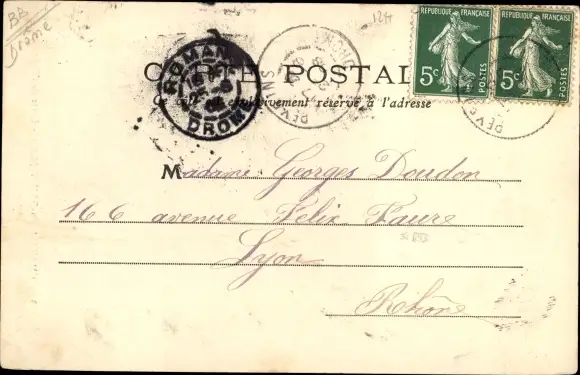 BB
Drôme
124
REPUBLIQUE FRANÇAISE
5c
POSTES
REPUBLIQUE FRANÇAISE
5c
POSTES
CARTE POSTALE
Ce côté est exclusivement réservé à l'adresse
ROMANS
DROME
Madame Georges Doudon
166 avenue Félix Faure
Lyon
Rhône